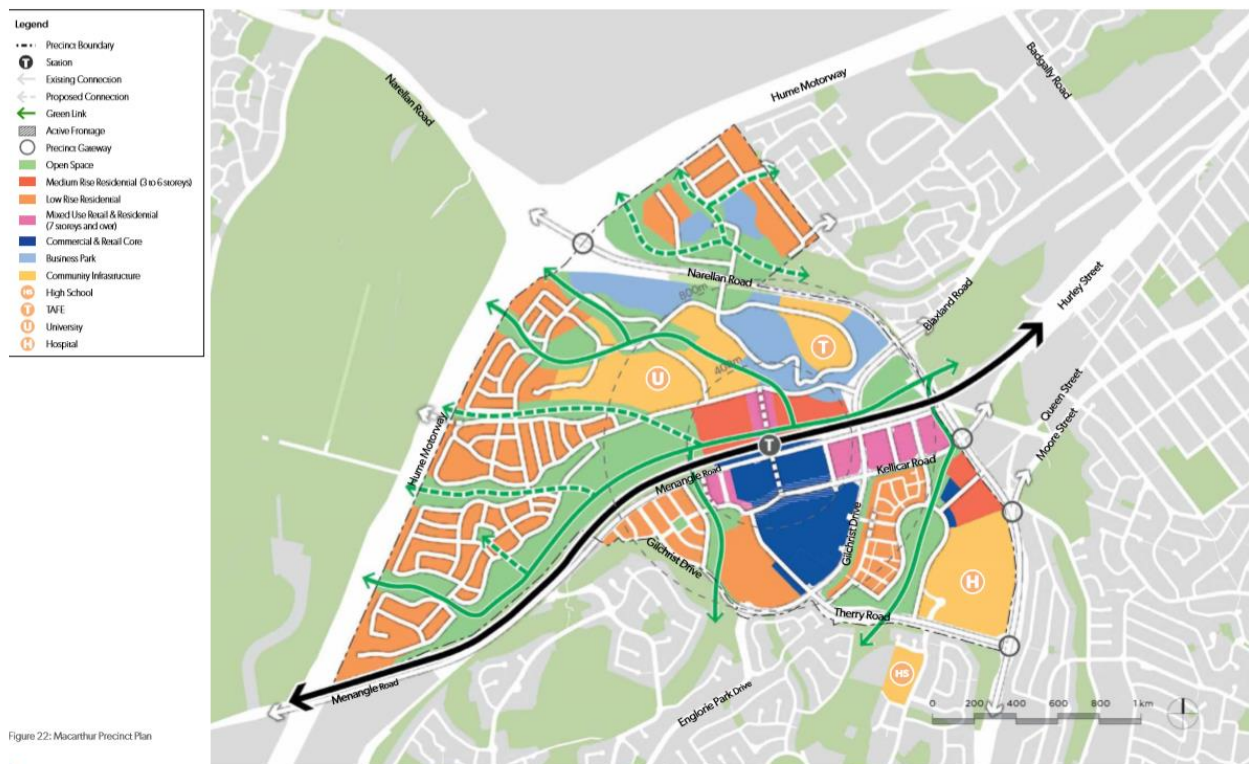 Legend
Precinct Boundary
T
Station
Existing Connection
Proposed Connection
Green Link
Active Frontage
Precinct Gateway
Open Space
Medium Rise Residential (3 to 6 storeys)
Low Rise Residential
Mixed Use Retail & Residential
(7 storeys and over)
Commercial & Retail Core
Business Park
Community Infrastructure
HS High School
T TAFE
U University
H Hospital
Narellan Road
Hume Motorway
Badgally Road
Narellan Road
800m
Blaxland Road
Hurley Street
T
400m
U
Queen Street
Moore Street
Hume Motorway
T
Menangle Road
Kellicar Road
Gilchrist Drive
Gilchrist Drive
H
Therry Road
HS
Menangle Road
Englorie Park Drive
0 200 400 600 800 1 km
Figure 22: Macarthur Precinct Plan